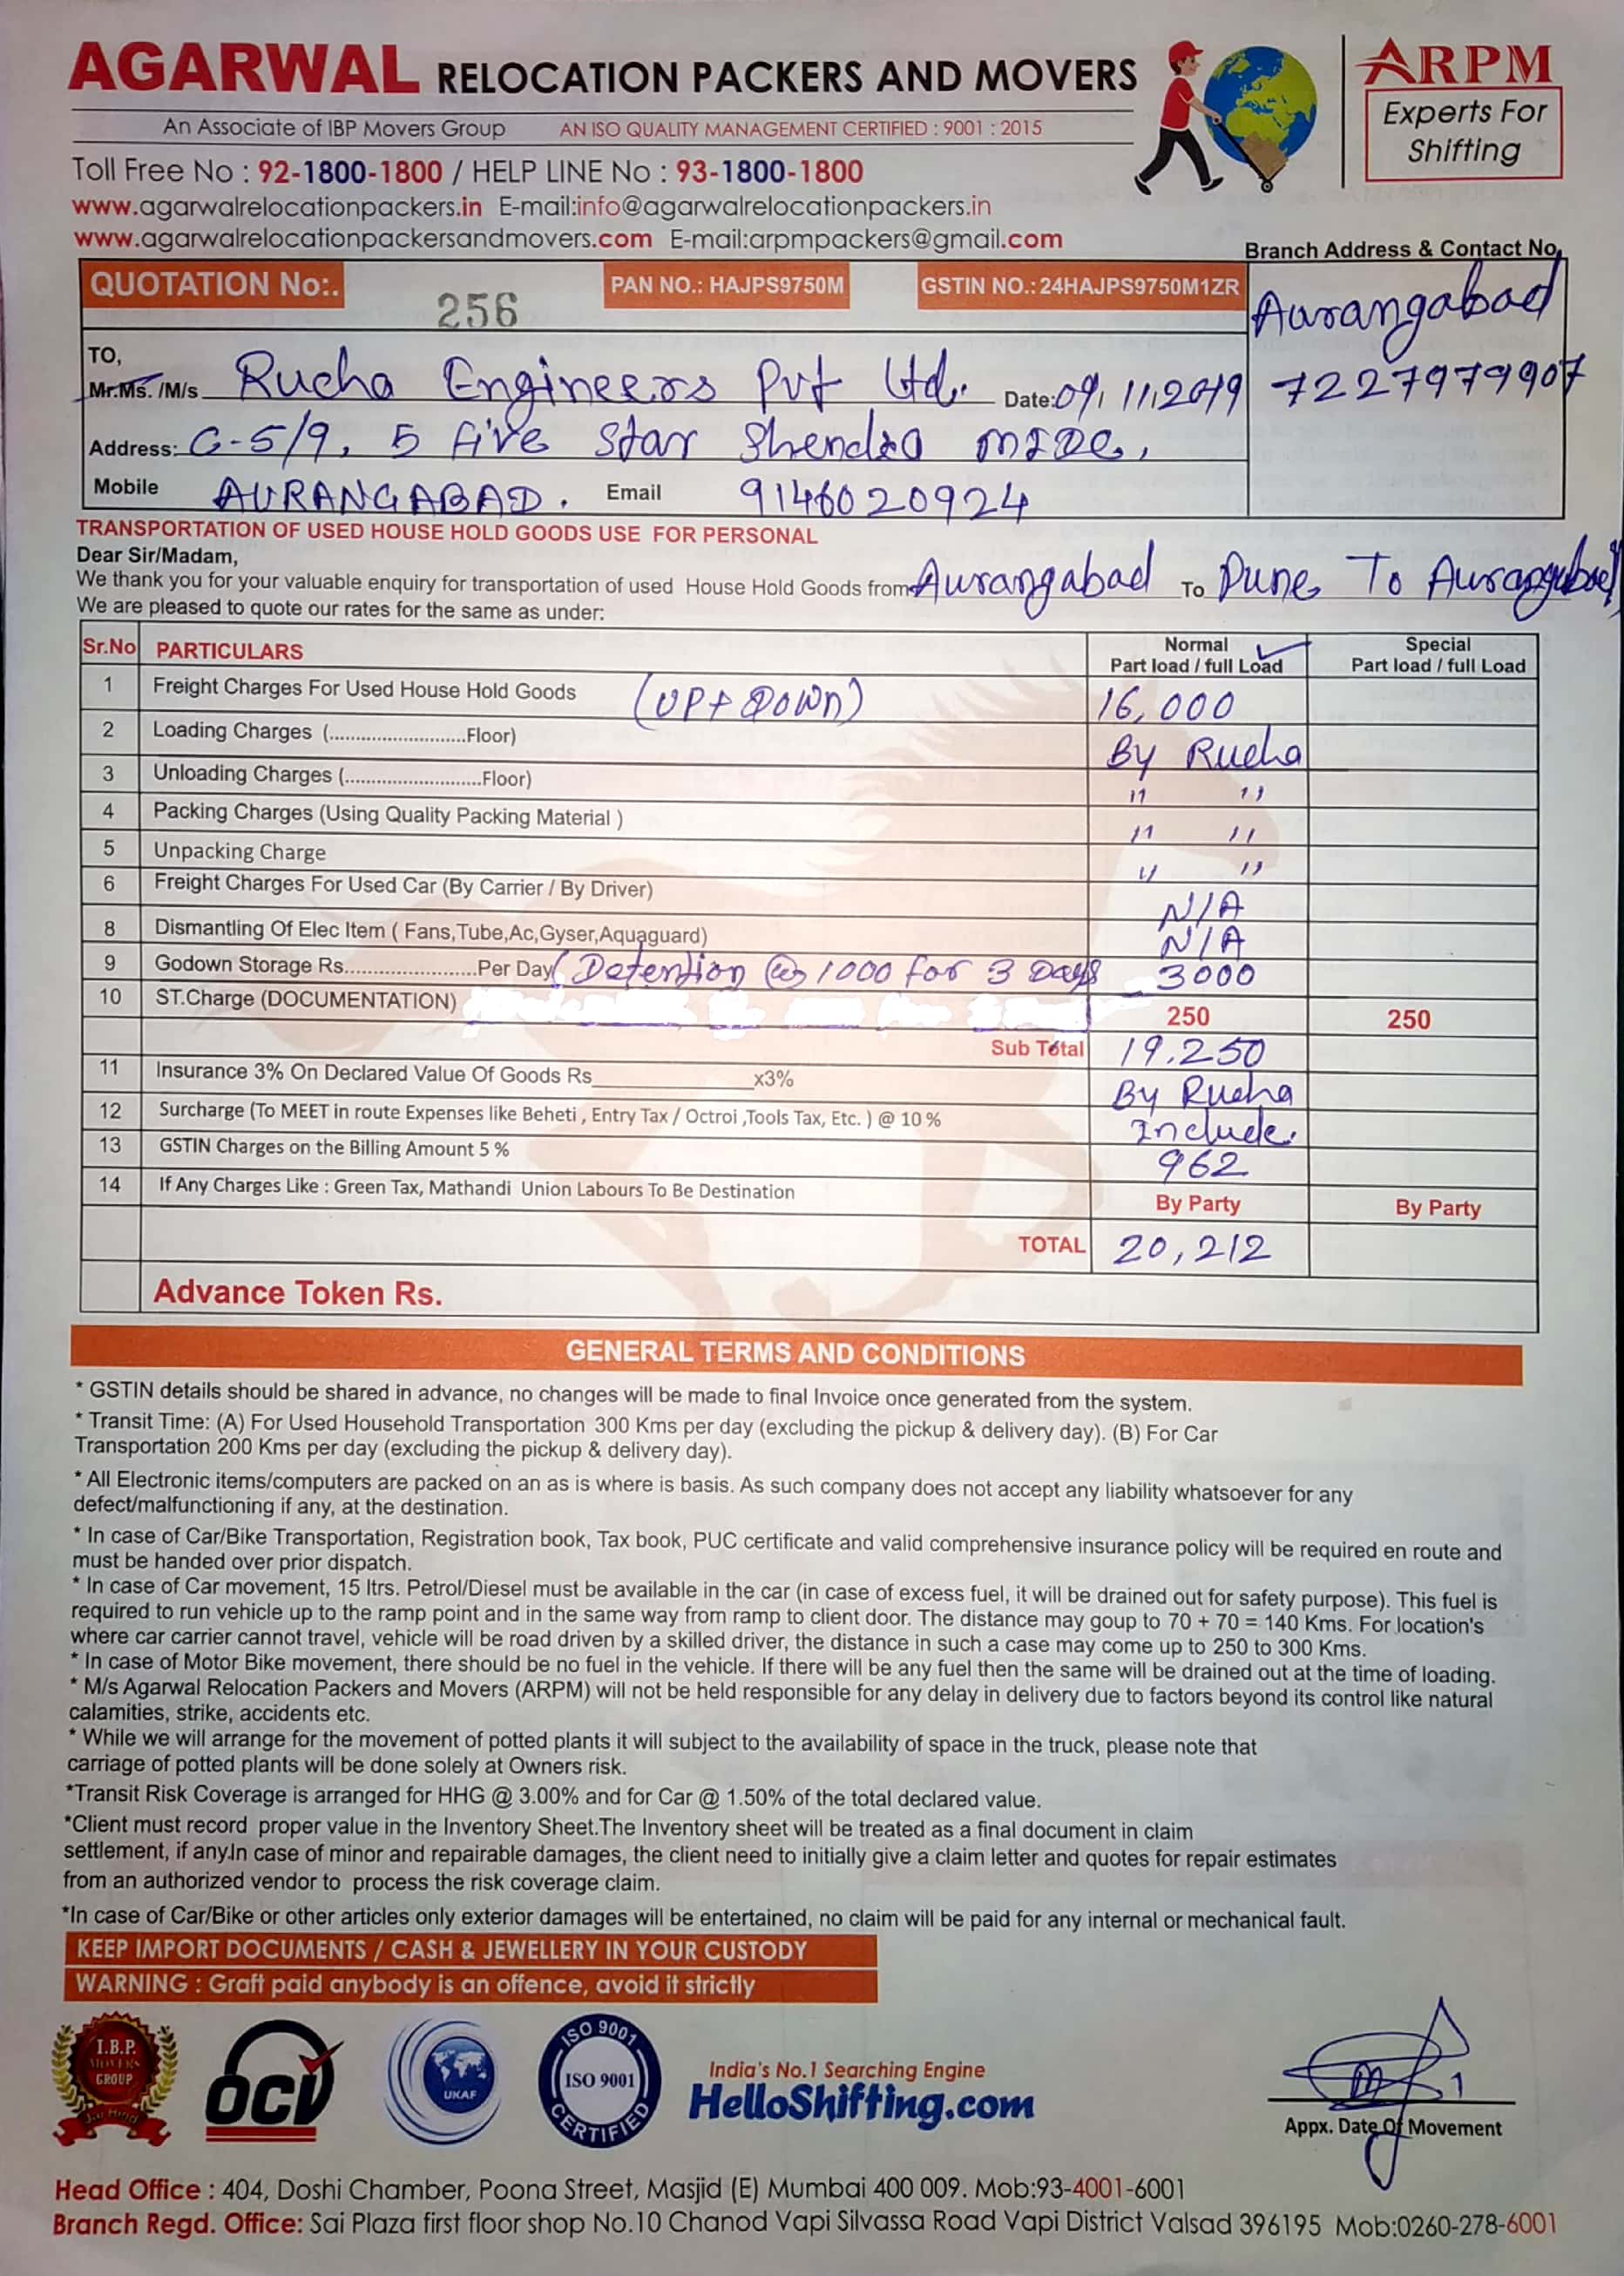 AGARWAL RELOCATION PACKERS AND MOVERS
An Associate of IBP Movers Group AN ISO QUALITY MANAGEMENT CERTIFIED : 9001 : 2015
ARPM
Experts For
Shifting
Toll Free No : 92-1800-1800 / HELP LINE No : 93-1800-1800
www.agarwalrelocationpackers.in E-mail:info@agarwalrelocationpackers.in
www.agarwalrelocationpackersandmovers.com E-mail:arpmpackers@gmail.com
Branch Address & Contact No.
QUOTATION No:. 256 PAN NO.: HAJPS9750M GSTIN NO.:24HAJPS9750M1ZR
Aurangabad
7227979907
TO,
Mr.Ms. /M/s. Rucha Engineers Pvt Ltd. Date:09/11/2019
Address: C-5/9, 5 five star Shendra MIDC,
Mobile AURANGABAD. Email 9146020924
TRANSPORTATION OF USED HOUSE HOLD GOODS USE FOR PERSONAL
Dear Sir/Madam,
We thank you for your valuable enquiry for transportation of used House Hold Goods from Aurangabad To Pune To Aurangabad
We are pleased to quote our rates for the same as under:
Sr.No PARTICULARS Normal Part load / full Load Special Part load / full Load
1 Freight Charges For Used House Hold Goods (UP+DOWN) 16,000
2 Loading Charges (..........................Floor) By Rucha
3 Unloading Charges (..........................Floor) " "
4 Packing Charges (Using Quality Packing Material ) " "
5 Unpacking Charge " "
6 Freight Charges For Used Car (By Carrier / By Driver) N/A
8 Dismantling Of Elec Item ( Fans,Tube,Ac,Gyser,Aquaguard) N/A
9 Godown Storage Rs.........................Per Day (Detention @ 1000 for 3 Days 3000
10 ST.Charge (DOCUMENTATION) 250 250
Sub Total 19,250
11 Insurance 3% On Declared Value Of Goods Rs______________x3% By Rucha
12 Surcharge (To MEET in route Expenses like Beheti , Entry Tax / Octroi ,Tools Tax, Etc. ) @ 10 % Include.
13 GSTIN Charges on the Billing Amount 5 % 962
14 If Any Charges Like : Green Tax, Mathandi Union Labours To Be Destination By Party By Party
TOTAL 20,212
Advance Token Rs.
GENERAL TERMS AND CONDITIONS
* GSTIN details should be shared in advance, no changes will be made to final Invoice once generated from the system.
* Transit Time: (A) For Used Household Transportation 300 Kms per day (excluding the pickup & delivery day). (B) For Car
Transportation 200 Kms per day (excluding the pickup & delivery day).
* All Electronic items/computers are packed on an as is where is basis. As such company does not accept any liability whatsoever for any
defect/malfunctioning if any, at the destination.
* In case of Car/Bike Transportation, Registration book, Tax book, PUC certificate and valid comprehensive insurance policy will be required en route and
must be handed over prior dispatch.
* In case of Car movement, 15 ltrs. Petrol/Diesel must be available in the car (in case of excess fuel, it will be drained out for safety purpose). This fuel is
required to run vehicle up to the ramp point and in the same way from ramp to client door. The distance may goup to 70 + 70 = 140 Kms. For location's
where car carrier cannot travel, vehicle will be road driven by a skilled driver, the distance in such a case may come up to 250 to 300 Kms.
* In case of Motor Bike movement, there should be no fuel in the vehicle. If there will be any fuel then the same will be drained out at the time of loading.
* M/s Agarwal Relocation Packers and Movers (ARPM) will not be held responsible for any delay in delivery due to factors beyond its control like natural
calamities, strike, accidents etc.
* While we will arrange for the movement of potted plants it will subject to the availability of space in the truck, please note that
carriage of potted plants will be done solely at Owners risk.
*Transit Risk Coverage is arranged for HHG @ 3.00% and for Car @ 1.50% of the total declared value.
*Client must record proper value in the Inventory Sheet.The Inventory sheet will be treated as a final document in claim
settlement, if any.In case of minor and repairable damages, the client need to initially give a claim letter and quotes for repair estimates
from an authorized vendor to process the risk coverage claim.
*In case of Car/Bike or other articles only exterior damages will be entertained, no claim will be paid for any internal or mechanical fault.
KEEP IMPORT DOCUMENTS / CASH & JEWELLERY IN YOUR CUSTODY
WARNING : Graft paid anybody is an offence, avoid it strictly
I.B.P. MOVERS GROUP Jai Hind
OCV
UKAF
ISO 9001 ISO 9001 CERTIFIED
India's No.1 Searching Engine
HelloShifting.com
Appx. Date Of Movement
Head Office : 404, Doshi Chamber, Poona Street, Masjid (E) Mumbai 400 009. Mob:93-4001-6001
Branch Regd. Office: Sai Plaza first floor shop No.10 Chanod Vapi Silvassa Road Vapi District Valsad 396195 Mob:0260-278-6001